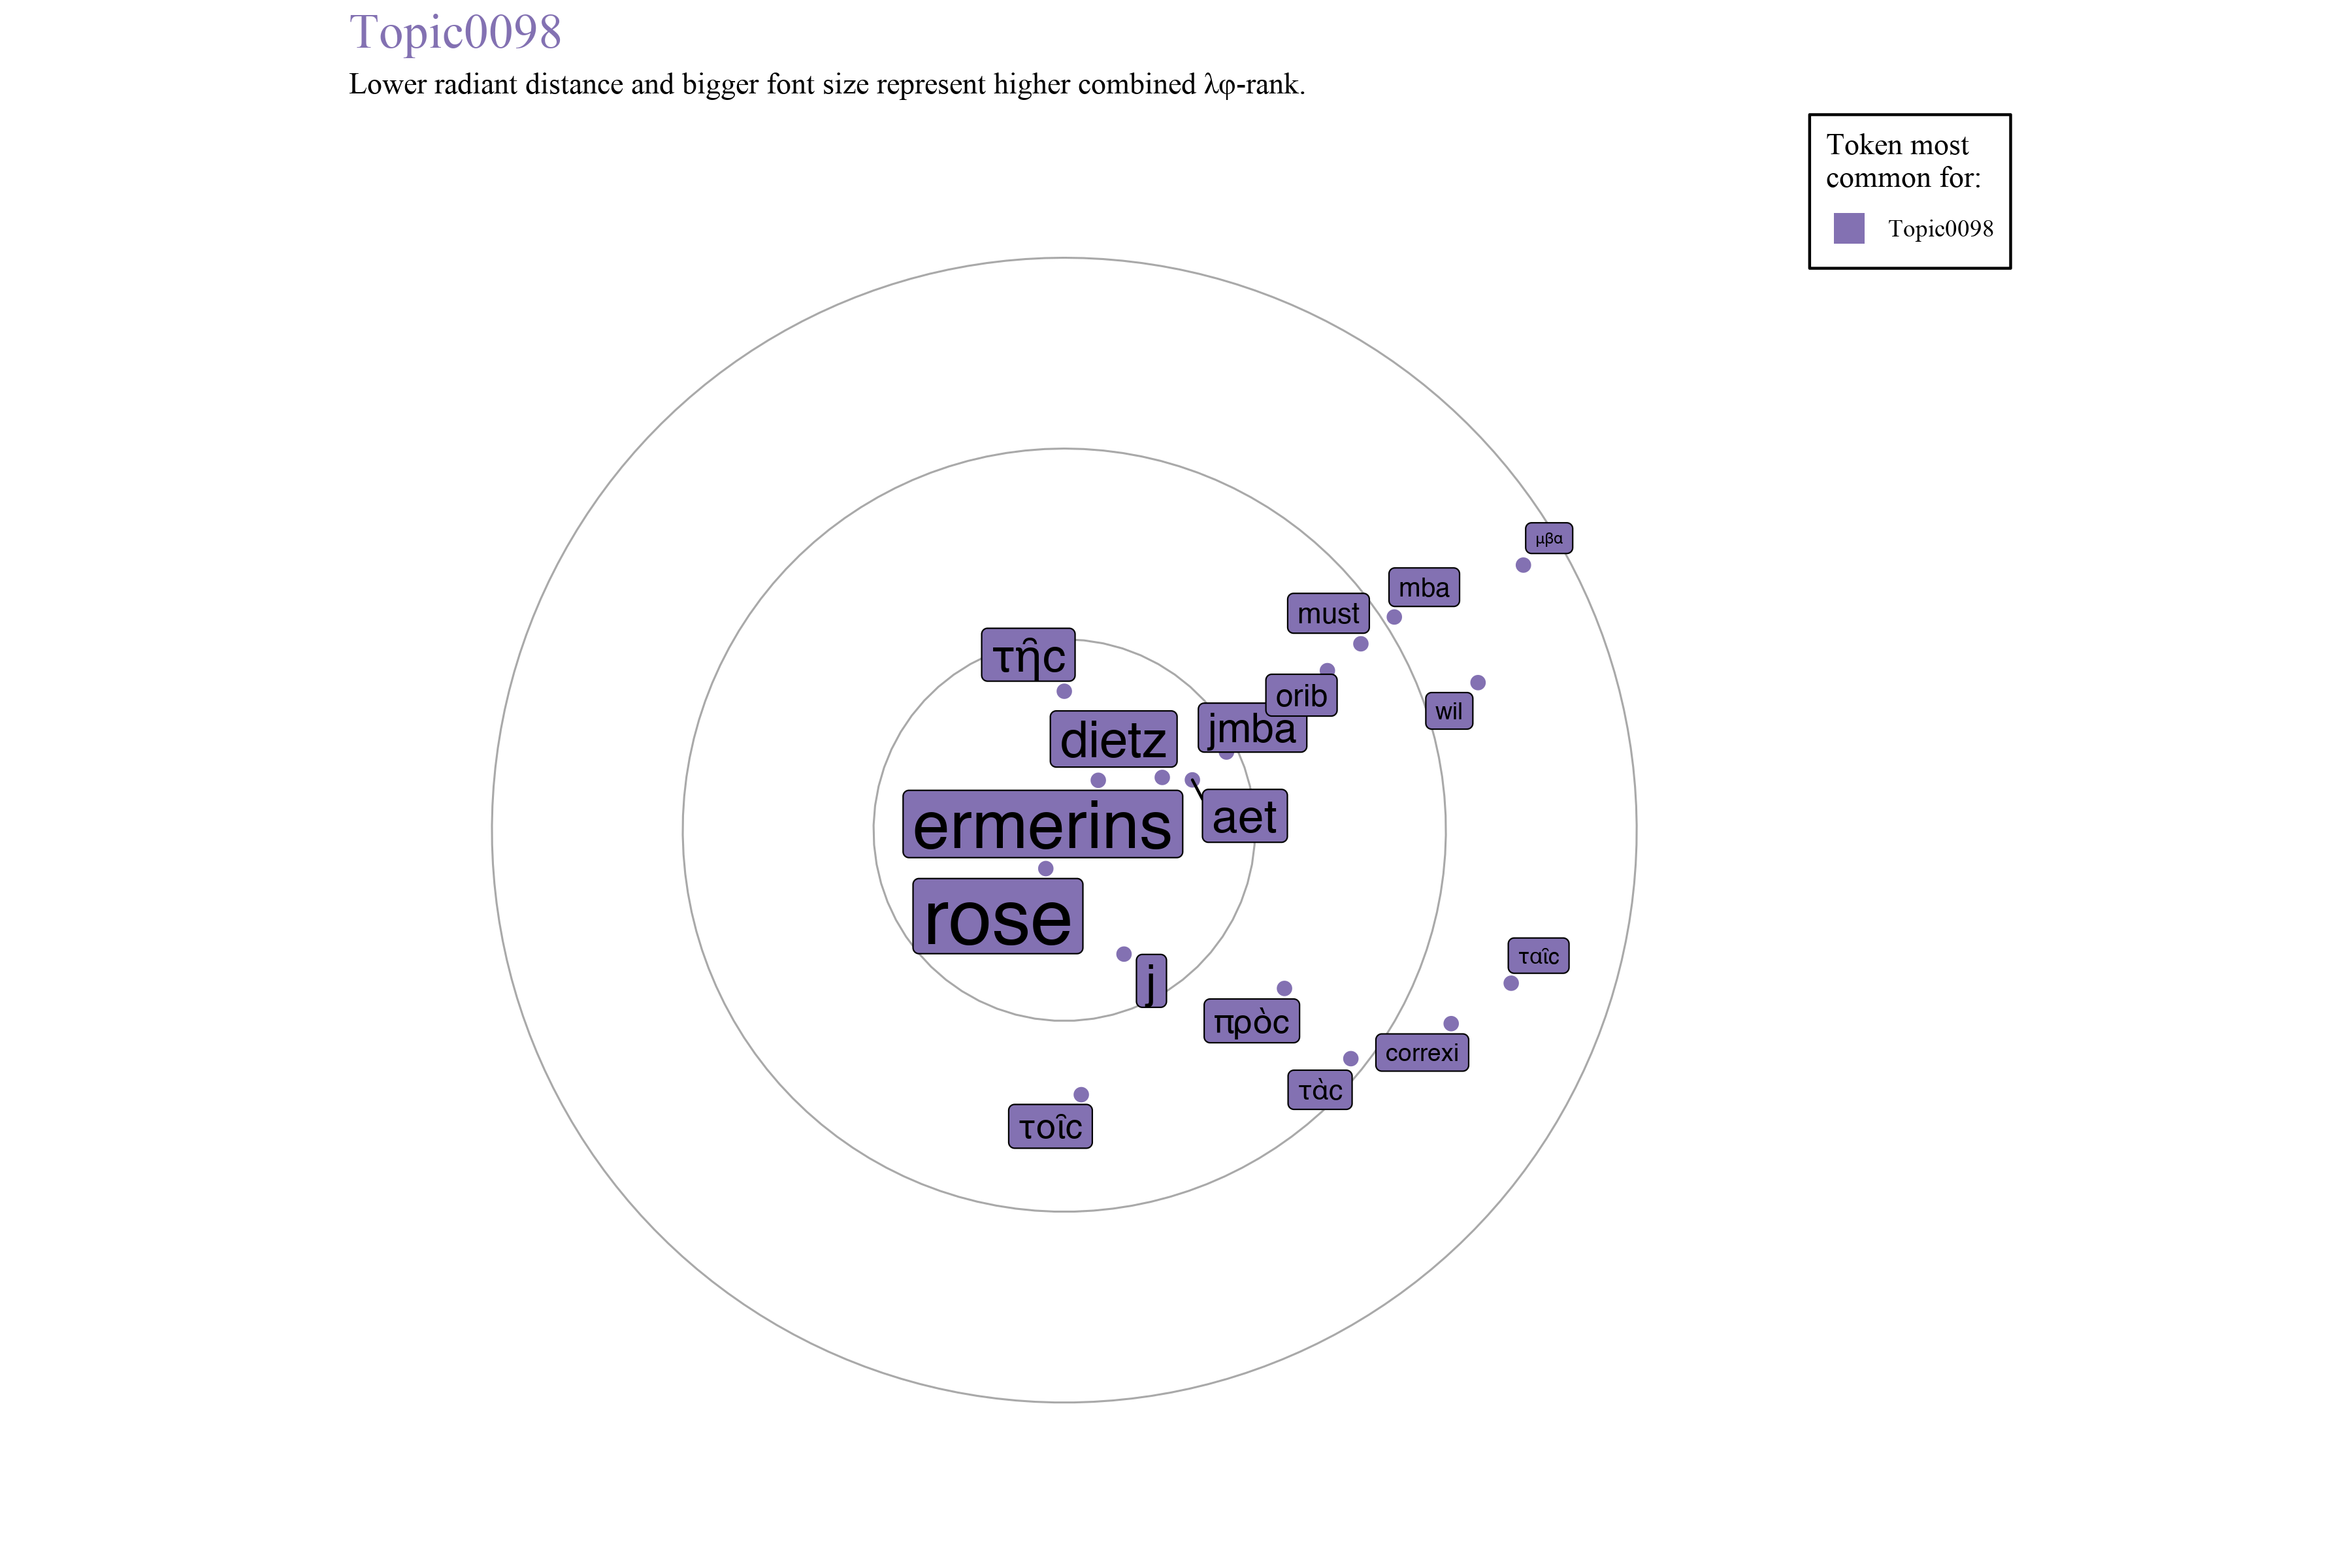 Topic0098
Lower radiant distance and bigger font size represent higher combined λφ-rank.
Token most
common for:
Topic0098
μβα
mba
must
τῆc
orib
wil
jmba
dietz
aet
ermerins
rose
ταῖc
j
πρὸc
correxi
τὰc
τοῖc